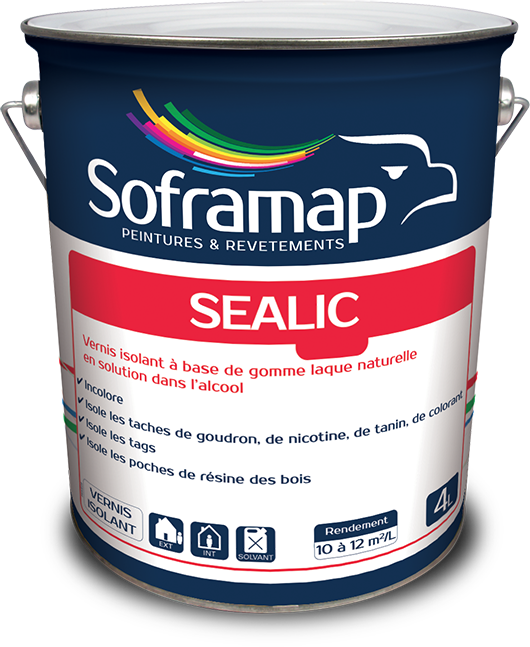 Soframap
PEINTURES & REVETEMENTS
SEALIC
Vernis isolant à base de gomme laque naturelle
en solution dans l'alcool
✓ Incolore
✓ Isole les taches de goudron, de nicotine, de tanin, de colorant
✓ Isole les tags
✓ Isole les poches de résine des bois
VERNIS
ISOLANT
EXT
INT
SOLVANT
Rendement
10 à 12 m²/L
4L